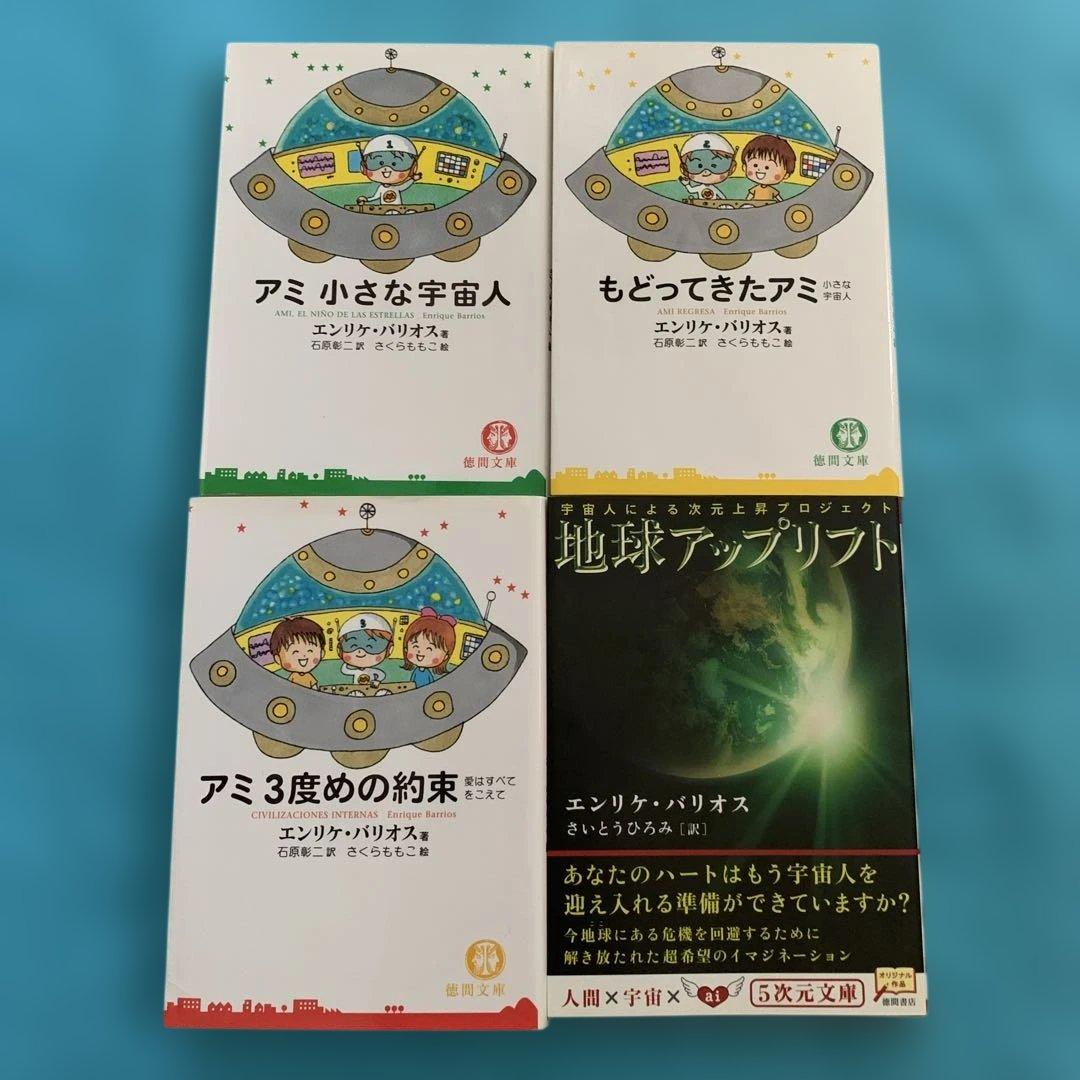 1
アミ 小さな宇宙人
AMI, EL NIÑO DE LAS ESTRELLAS Enrique Barrios
エンリケ・バリオス 著
石原彰二 訳 さくらももこ 絵
徳間文庫
2
もどってきたアミ 小さな
宇宙人
AMI REGRESA Enrique Barrios
エンリケ・バリオス 著
石原彰二 訳 さくらももこ 絵
徳間文庫
3
アミ 3度めの約束 愛はすべて
をこえて
CIVILIZACIONES INTERNAS Enrique Barrios
エンリケ・バリオス 著
石原彰二 訳 さくらももこ 絵
徳間文庫
宇宙人による次元上昇プロジェクト
地球アップリフト
エンリケ・バリオス
さいとうひろみ[訳]
あなたのハートはもう宇宙人を
迎え入れる準備ができていますか?
今地球にある危機を回避するために
解き放たれた超希望のイマジネーション
人間×宇宙×ai 5次元文庫
オリジナル
作品
徳間書店